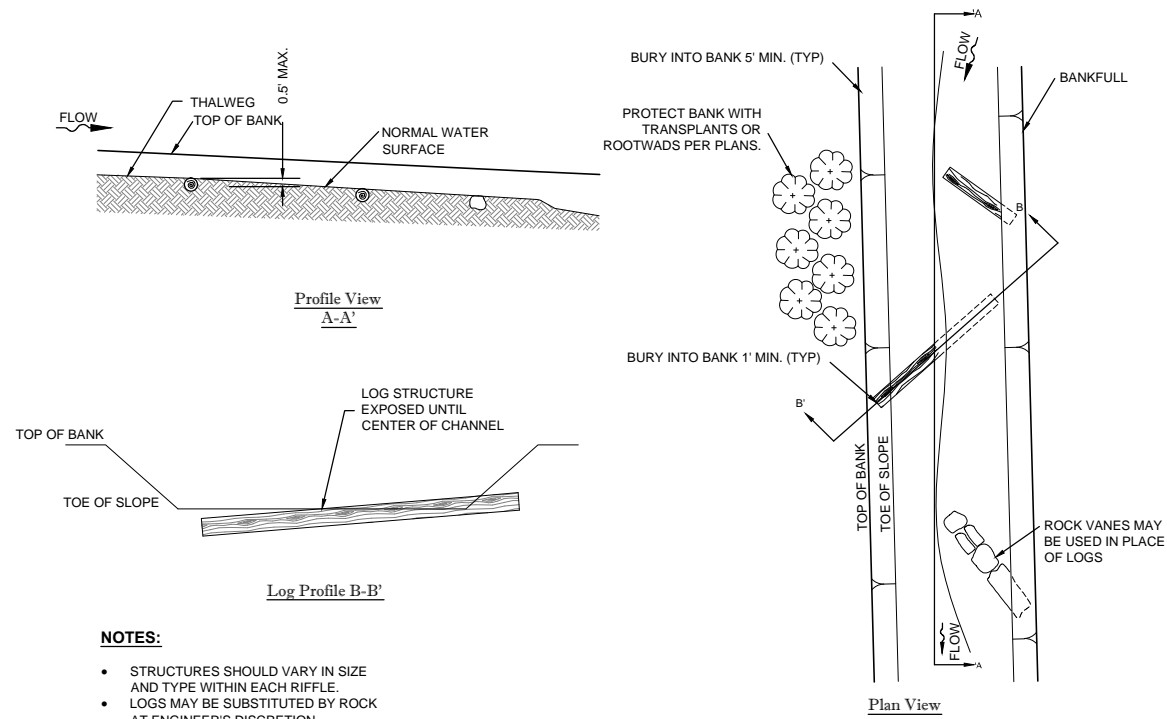 0.5' MAX.
THALWEG
TOP OF BANK
FLOW
NORMAL WATER
SURFACE
Profile View
A-A'
LOG STRUCTURE
EXPOSED UNTIL
CENTER OF CHANNEL
TOP OF BANK
TOE OF SLOPE
Log Profile B-B'
NOTES:
• STRUCTURES SHOULD VARY IN SIZE
AND TYPE WITHIN EACH RIFFLE.
• LOGS MAY BE SUBSTITUTED BY ROCK
AT ENGINEER'S DISCRETION
'A
FLOW
BURY INTO BANK 5' MIN. (TYP)
BANKFULL
PROTECT BANK WITH
TRANSPLANTS OR
ROOTWADS PER PLANS.
B
BURY INTO BANK 1' MIN. (TYP)
B'
TOP OF BANK
TOE OF SLOPE
ROCK VANES MAY
BE USED IN PLACE
OF LOGS
FLOW
'A
Plan View